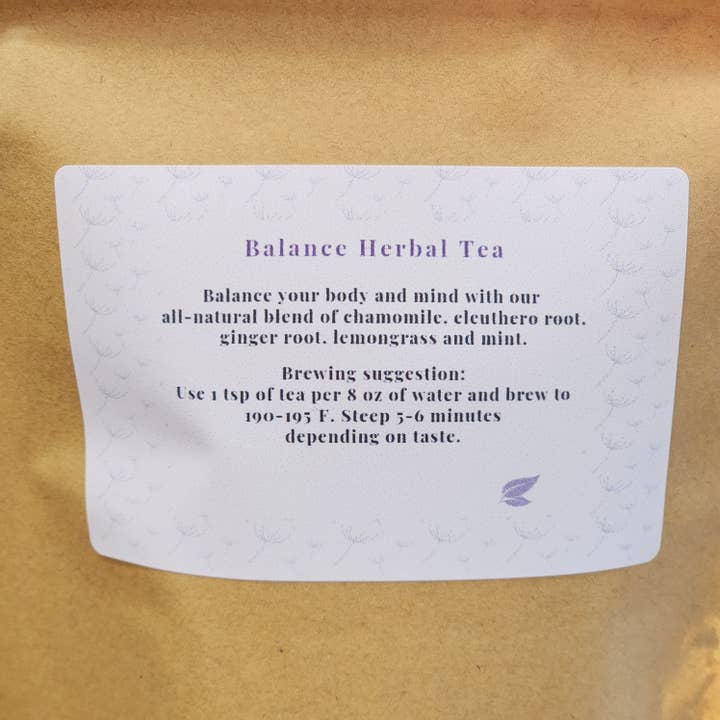 Balance Herbal Tea
Balance your body and mind with our
all-natural blend of chamomile, eleuthero root,
ginger root, lemongrass and mint.
Brewing suggestion:
Use 1 tsp of tea per 8 oz of water and brew to
190-195 F. Steep 5-6 minutes
depending on taste.